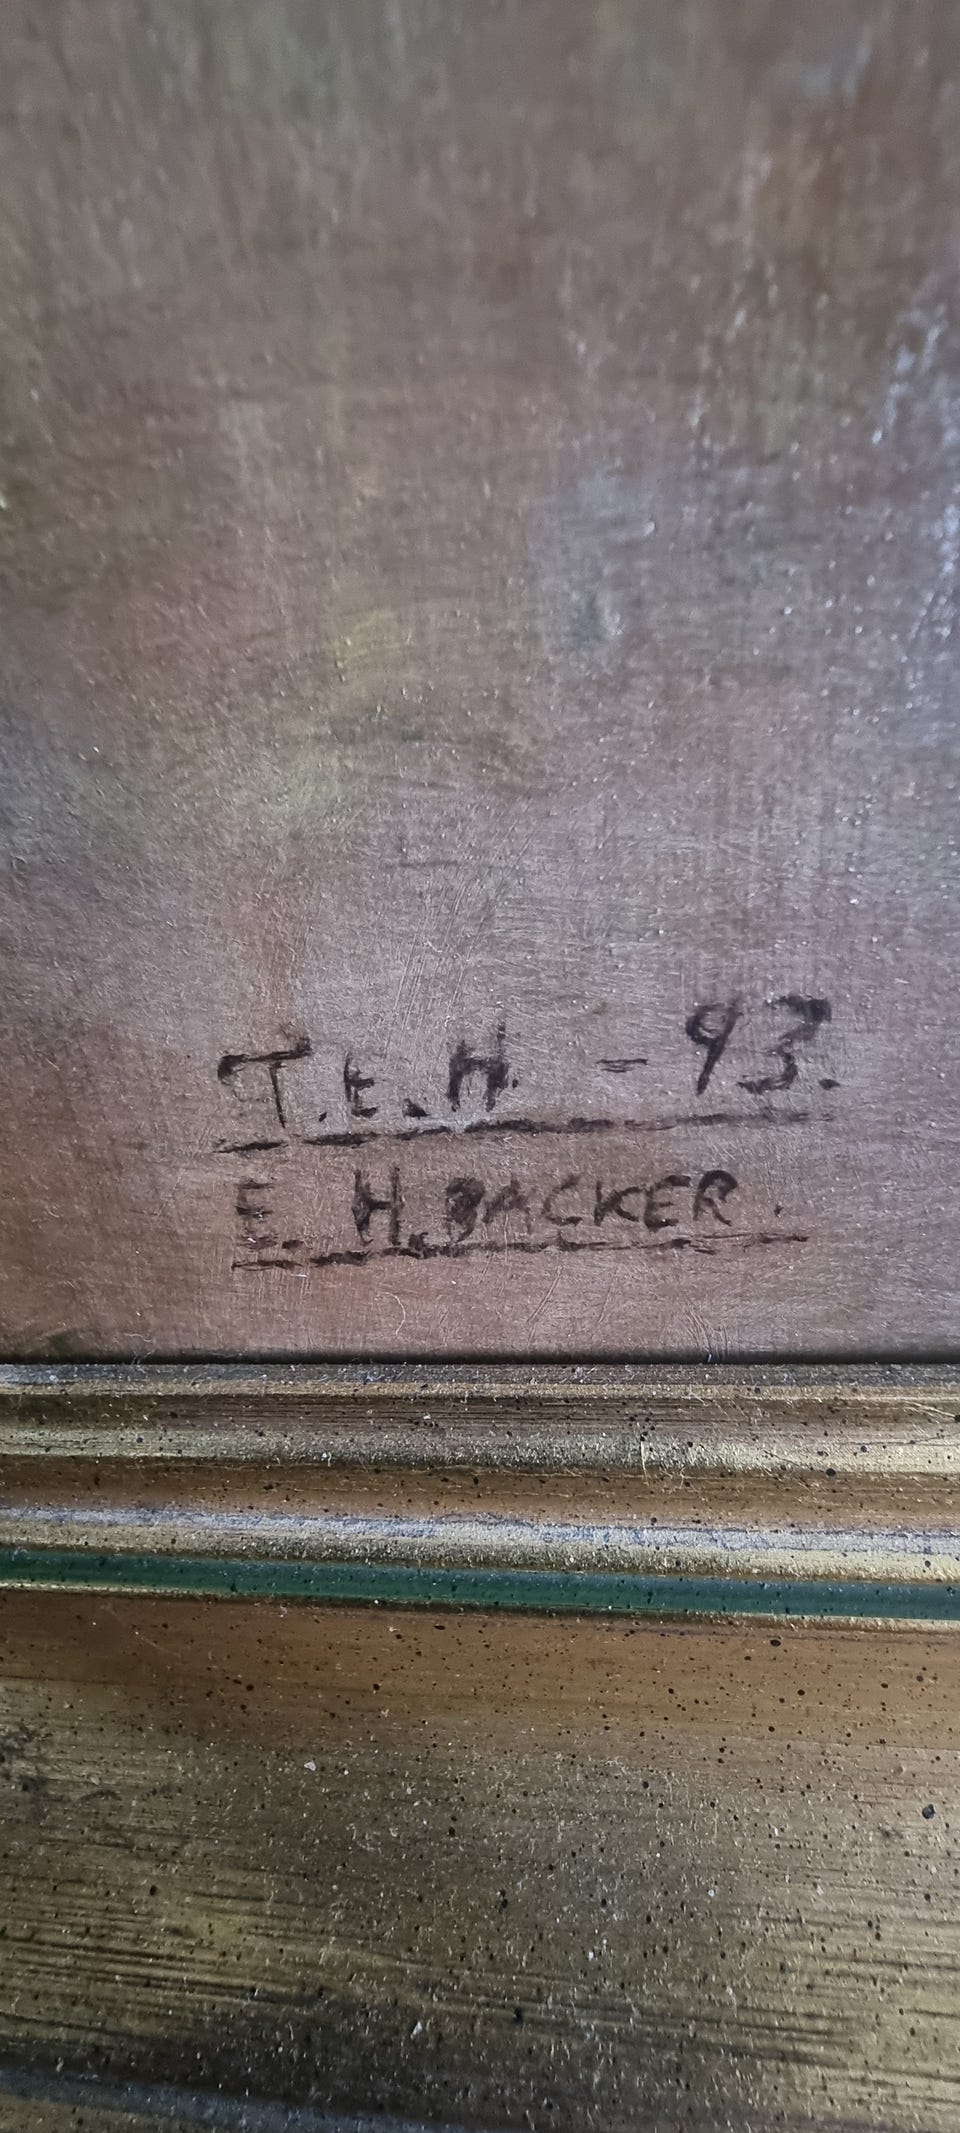 T.E.H. - 93.
E. H. BACKER.